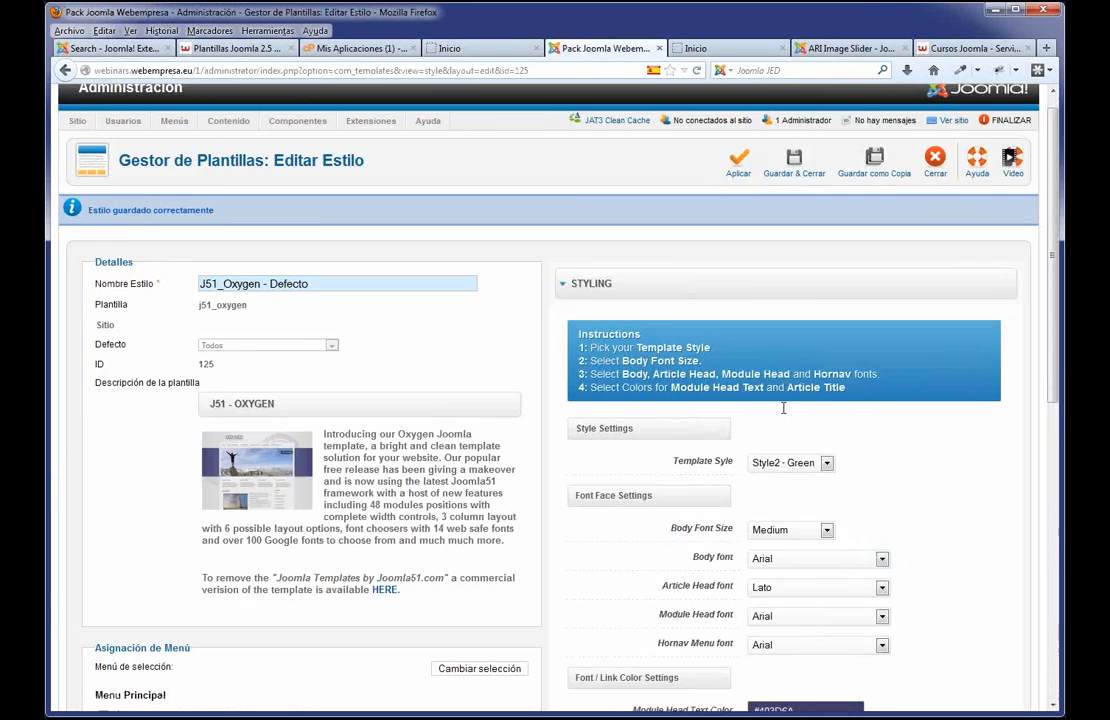 Pack Joomla Webempresa - Administración - Gestor de Plantillas: Editar Estilo - Mozilla Firefox
Archivo Editar Ver Historial Marcadores Herramientas Ayuda
Search - Joomla! Exte... Plantillas Joomla 2.5 ... Mis Aplicaciones (1) - ... Inicio Pack Joomla Webem... Inicio ARI Image Slider - Jo... Cursos Joomla - Servi...
webinars.webempresa.eu/1/administrator/index.php?option=com_templates&view=style&layout=edit&id=125 Joomla JED
Administración Joomla!
Sitio Usuarios Menús Contenido Componentes Extensiones Ayuda JAT3 Clean Cache No conectados al sitio 1 Administrador No hay mensajes Ver sitio FINALIZAR
Gestor de Plantillas: Editar Estilo
Aplicar Guardar & Cerrar Guardar como Copia Cerrar Ayuda Video
Estilo guardado correctamente
Detalles
Nombre Estilo * J51_Oxygen - Defecto
Plantilla j51_oxygen
Sitio
Defecto Todos
ID 125
Descripción de la plantilla
J51 - OXYGEN
Introducing our Oxygen Joomla
template, a bright and clean template
solution for your website. Our popular
free release has been giving a makeover
and is now using the latest Joomla51
framework with a host of new features
including 48 modules positions with
complete width controls, 3 column layout
with 6 possible layout options, font choosers with 14 web safe fonts
and over 100 Google fonts to choose from and much much more.
To remove the "Joomla Templates by Joomla51.com" a commercial
verision of the template is available HERE.
Asignación de Menú
Menú de selección: Cambiar selección
Menu Principal
STYLING
Instructions
1: Pick your Template Style.
2: Select Body Font Size.
3: Select Body, Article Head, Module Head and Hornav fonts.
4: Select Colors for Module Head Text and Article Title
Style Settings
Template Syle Style2 - Green
Font Face Settings
Body Font Size Medium
Body font Arial
Article Head font Lato
Module Head font Arial
Hornav Menu font Arial
Font / Link Color Settings
Module Head Text Color